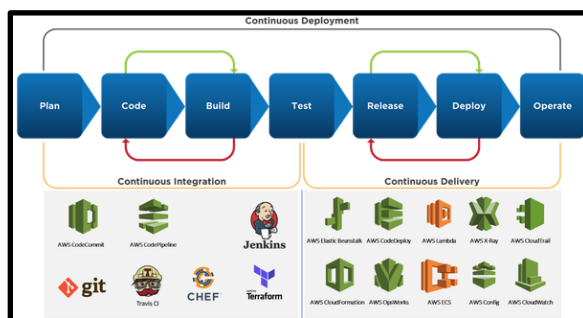 Continuous Deployment
Plan
Code
Build
Test
Release
Deploy
Operate
Continuous Integration
Continuous Delivery
AWS CodeCommit
AWS CodePipeline
Jenkins
AWS Elastic Beanstalk
AWS CodeDeploy
AWS Lambda
AWS X-Ray
AWS CloudTrail
git
Travis CI
CHEF
Terraform
AWS CloudFormation
AWS OpsWorks
AWS ECS
AWS Config
AWS CloudWatch